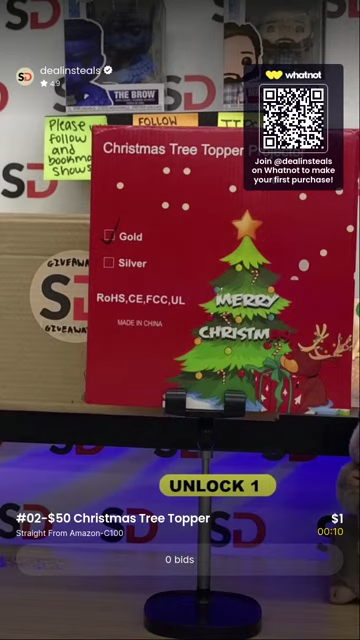 dealinsteals
4.9
whatnot
Join @dealinsteals
on Whatnot to make
your first purchase!
THE BROW
Please
follow
and
bookma
shows
FOLLOW
Christmas Tree Topper
Gold
Silver
RoHS,CE,FCC,UL
MADE IN CHINA
GIVEAWAY
SD
GIVEAWAY
MERRY
CHRISTM
UNLOCK 1
#02-$50 Christmas Tree Topper
$1
Straight From Amazon-C100
00:10
0 bids